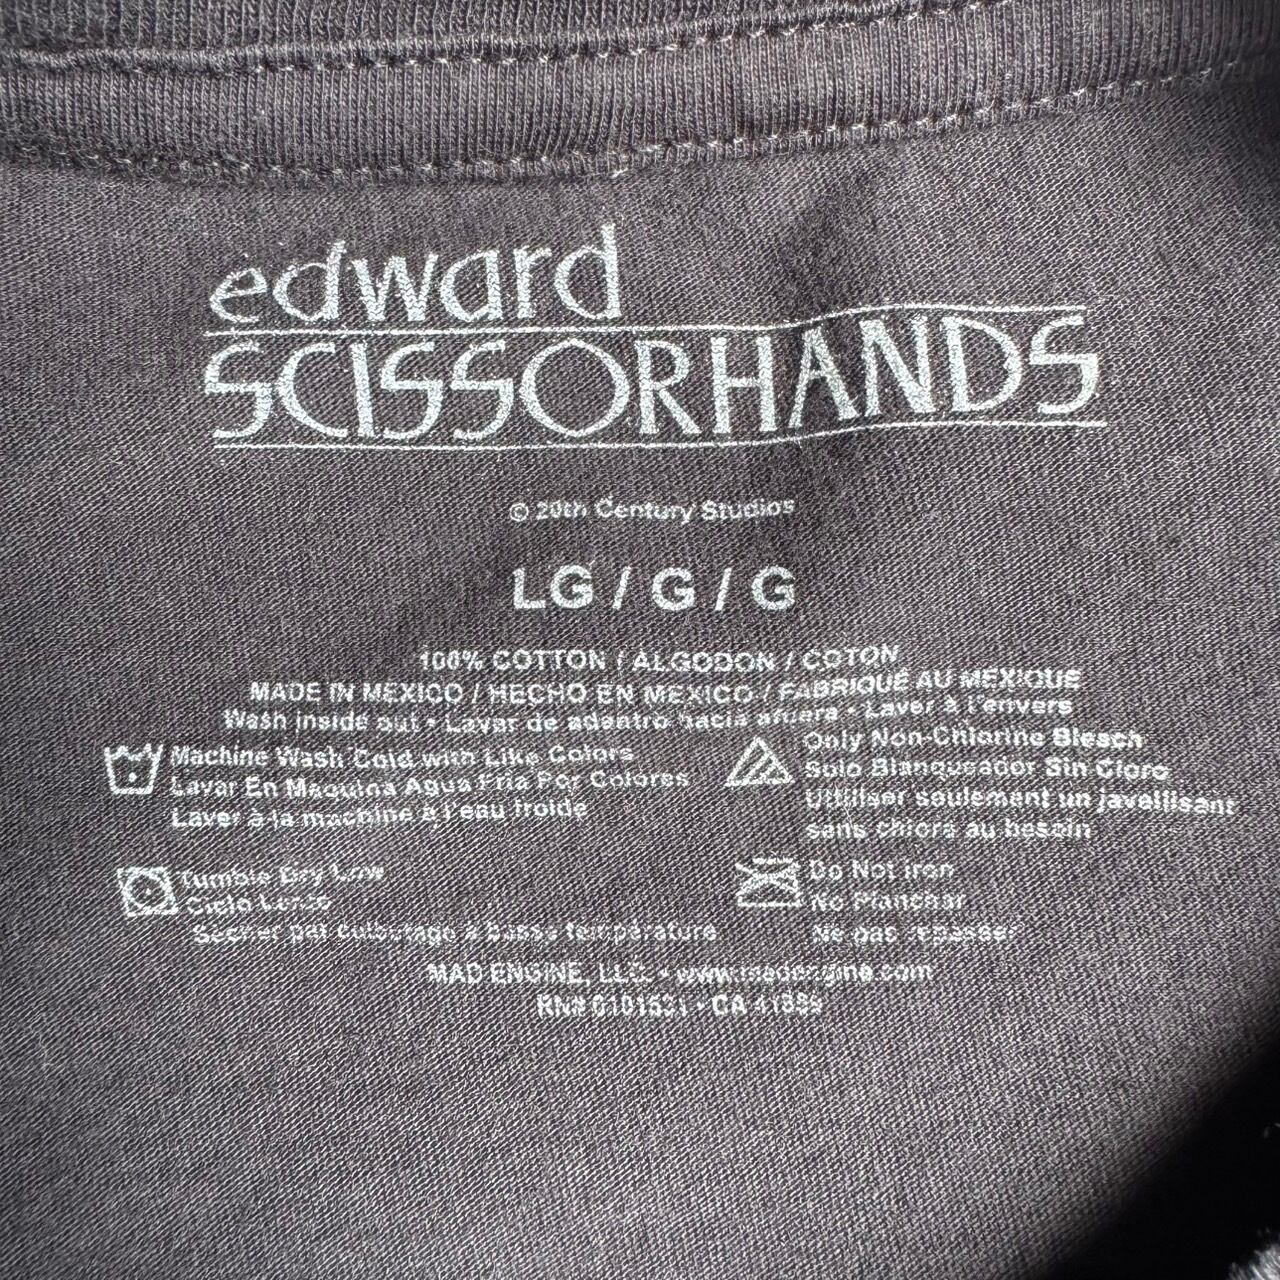 edward
SCISSORHANDS
© 20th Century Studios
LG / G / G
100% COTTON / ALGODON / COTON
MADE IN MEXICO / HECHO EN MEXICO / FABRIQUÉ AU MEXIQUE
Wash inside out • Lavar de adentro hacia afuera • Laver à l'envers
Machine Wash Cold with Like Colors
Lavar En Maquina Agua Fria Por Colores
Laver à la machine à l'eau froide
Only Non-Chlorine Bleach
Solo Blanqueador Sin Cloro
Utiliser seulement un javellisant
sans chlore au besoin
Tumble Dry Low
Ciclo Lento
Sécher par culbutage à basse température
Do Not Iron
No Planchar
Ne pas repasser
MAD ENGINE, LLC. • www.madengine.com
RN# 0101531 • CA 41889